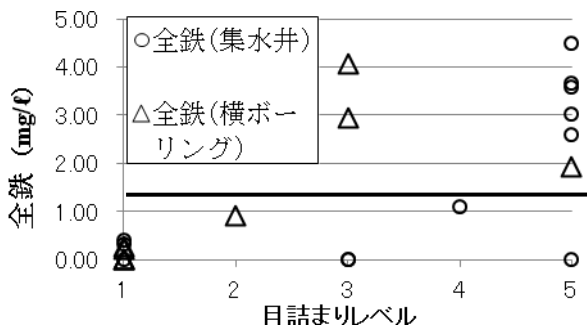 5.00
4.00
3.00
2.00
1.00
0.00
全鉄 (mg/ℓ)
○全鉄(集水井)
△全鉄(横ボー
リング)
1 2 3 4 5
目詰まりレベル